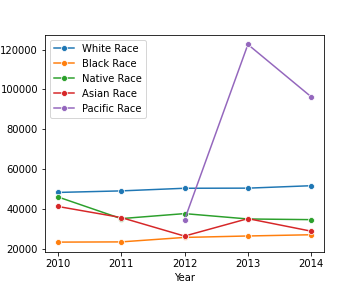 120000
100000
80000
60000
40000
20000
White Race
Black Race
Native Race
Asian Race
Pacific Race
2010 2011 2012 2013 2014
Year